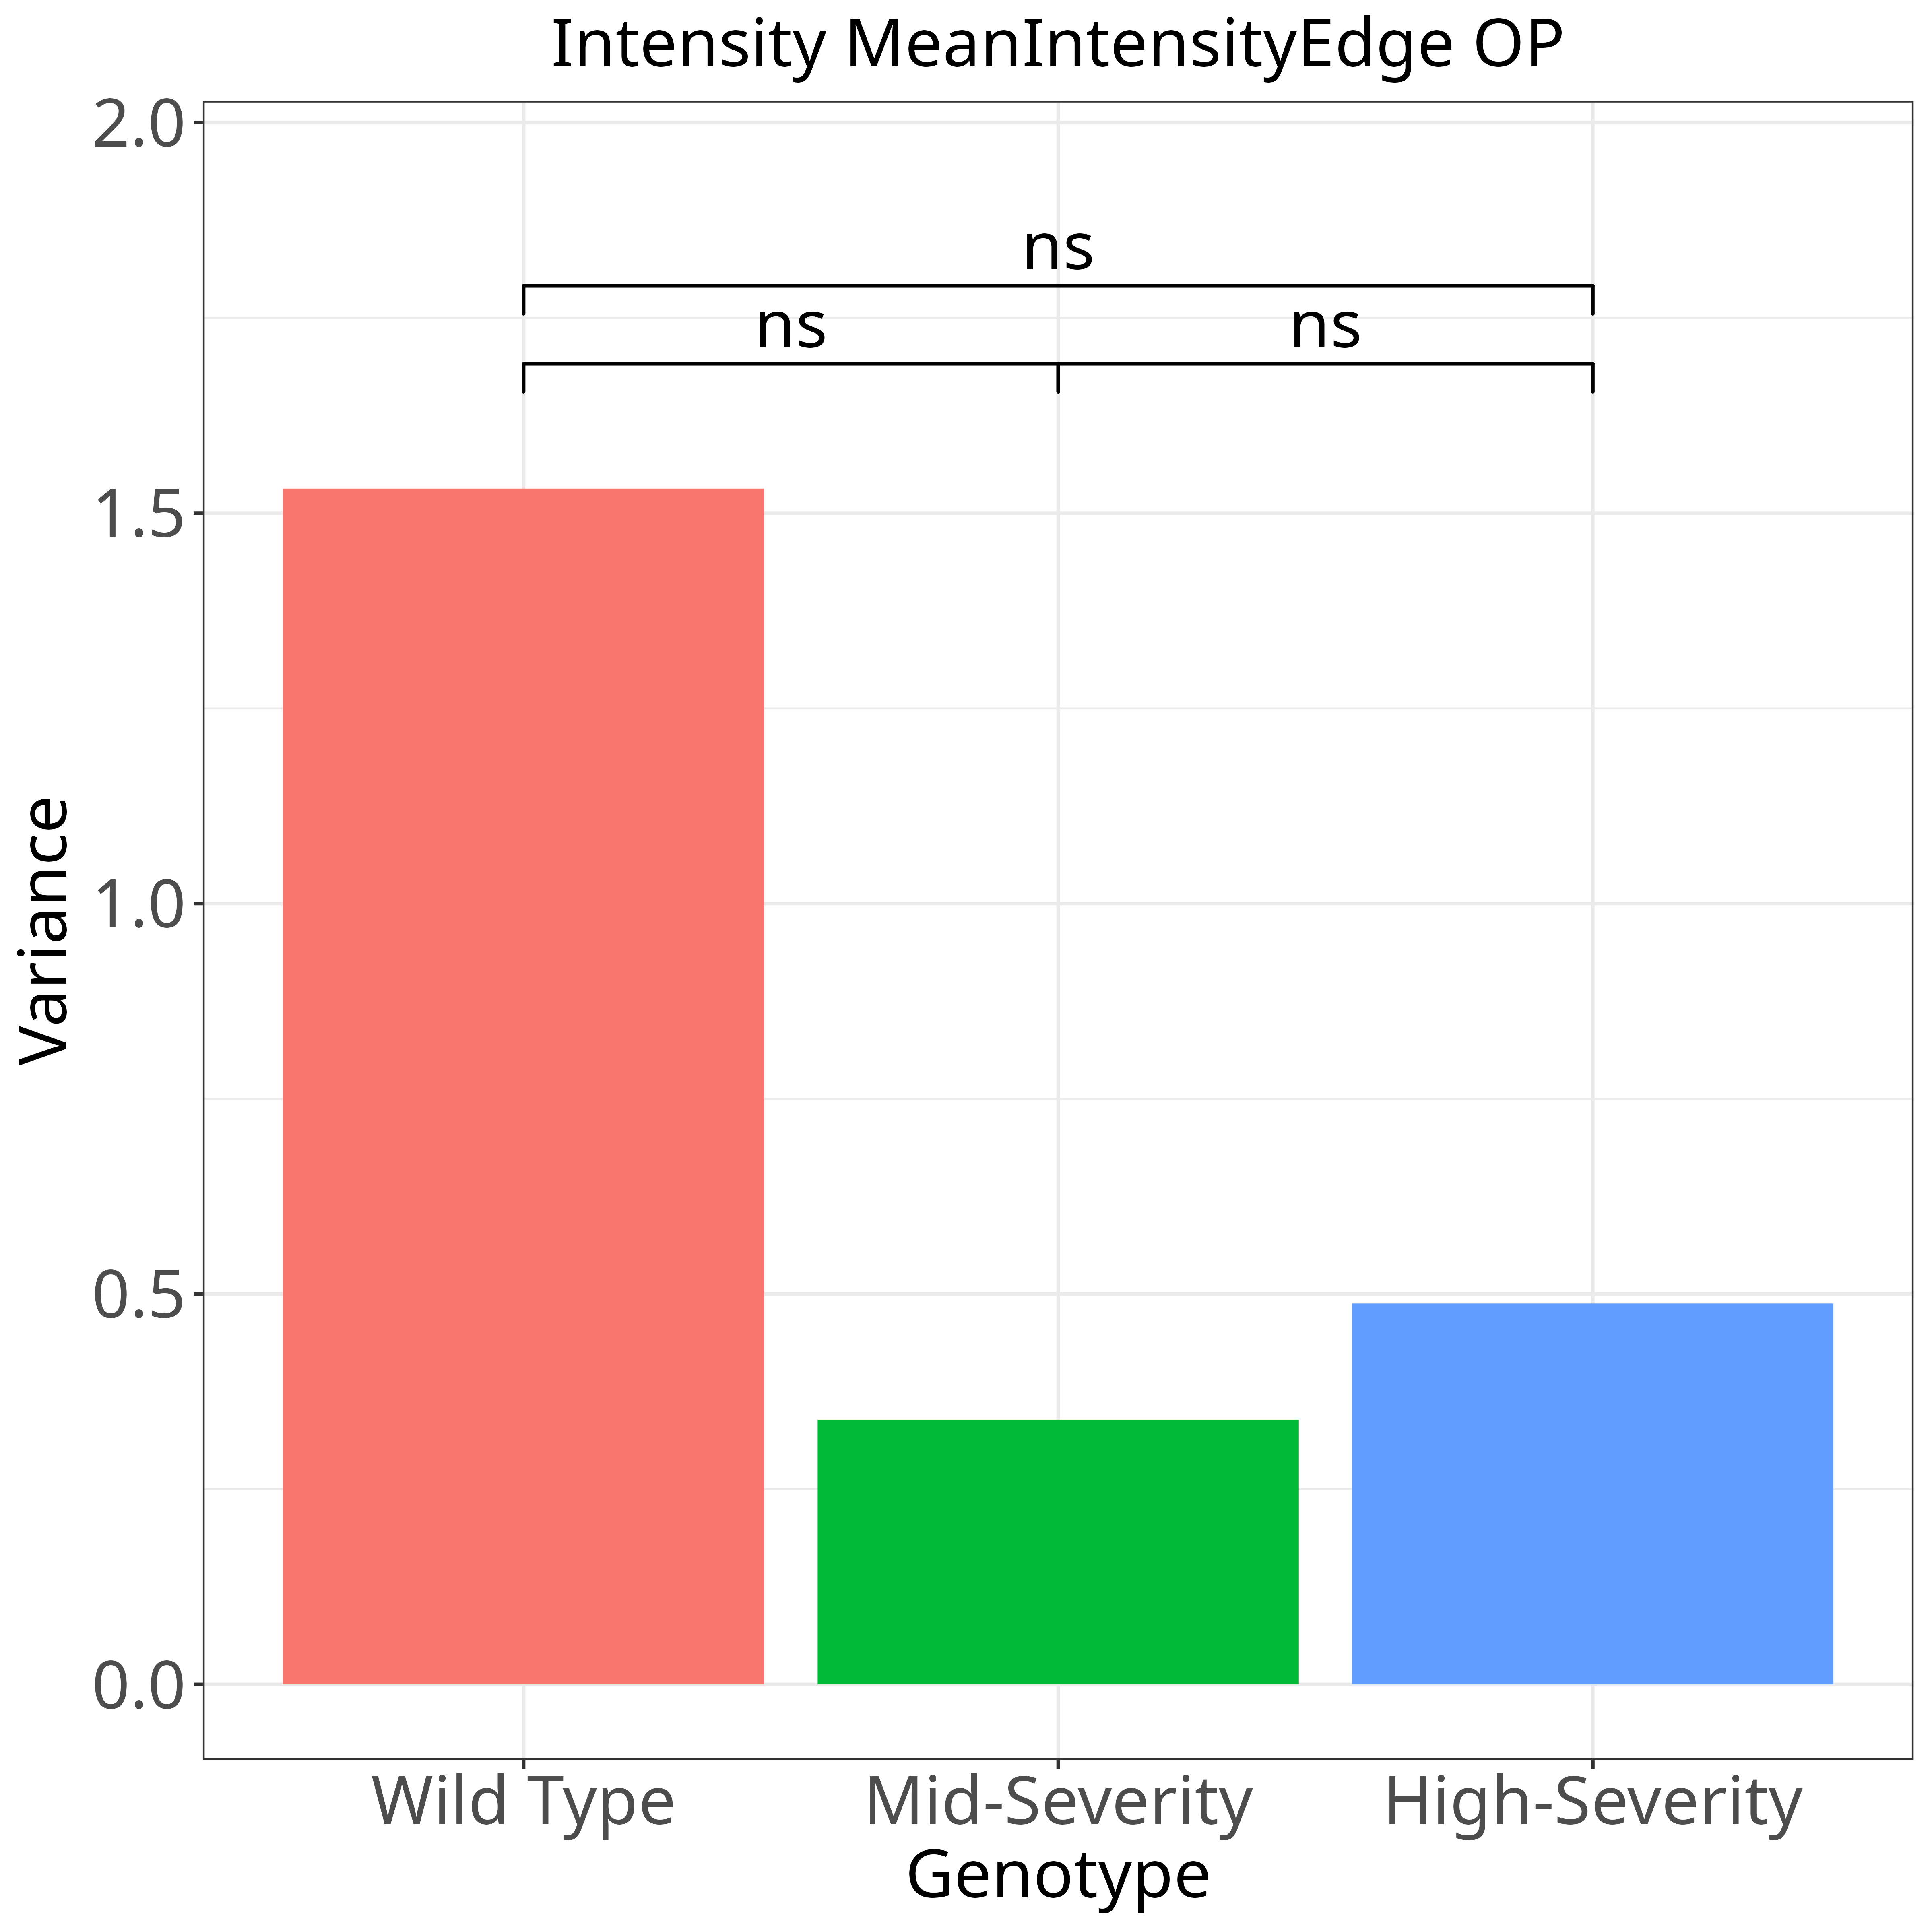 Intensity MeanIntensityEdge OP
2.0
ns
ns ns
1.5
1.0
Variance
0.5
0.0
Wild Type Mid-Severity High-Severity
Genotype